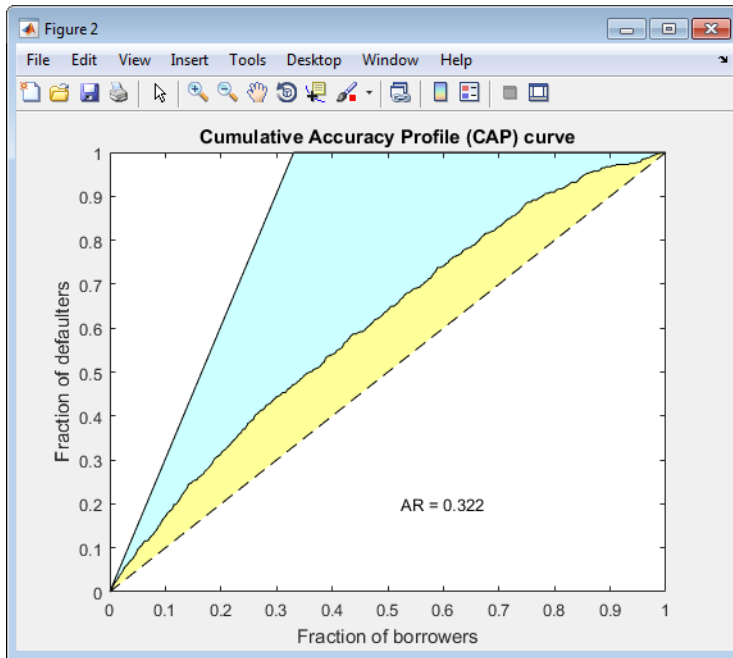 Figure 2
File Edit View Insert Tools Desktop Window Help
Cumulative Accuracy Profile (CAP) curve
1
0.9
0.8
0.7
0.6
0.5
0.4
0.3
0.2
0.1
0
Fraction of defaulters
AR = 0.322
0 0.1 0.2 0.3 0.4 0.5 0.6 0.7 0.8 0.9 1
Fraction of borrowers